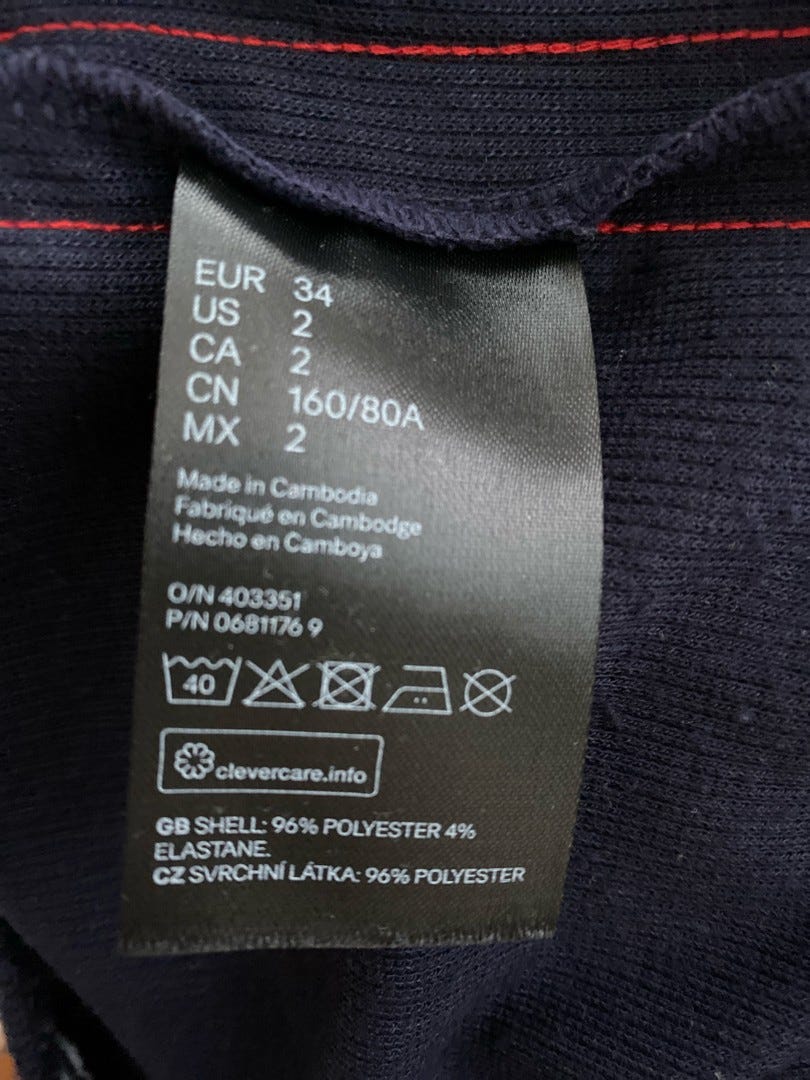 EUR 34
US 2
CA 2
CN 160/80A
MX 2
Made in Cambodia
Fabriqué en Cambodge
Hecho en Camboya
O/N 403351
P/N 0681176 9
40
clevercare.info
GB SHELL: 96% POLYESTER 4%
ELASTANE.
CZ SVRCHNÍ LÁTKA: 96% POLYESTER